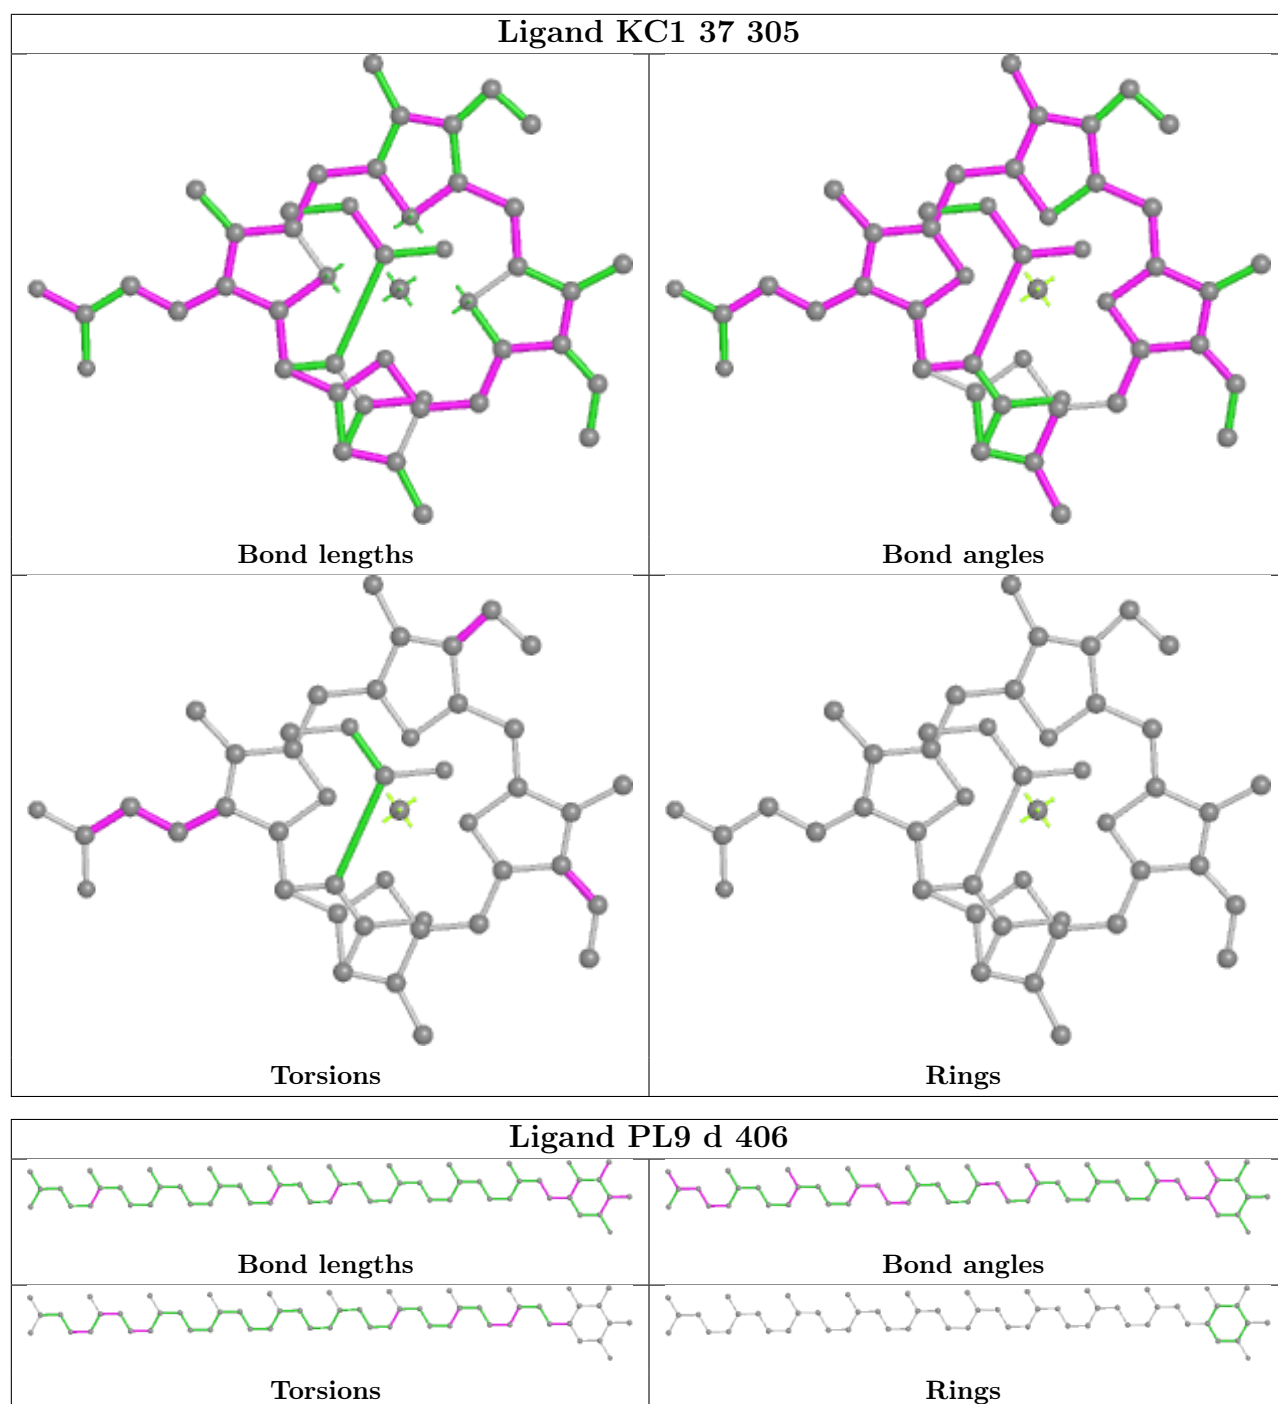 Ligand KC1 37 305
Bond lengths
Bond angles
Torsions
Rings
Ligand PL9 d 406
Bond lengths
Bond angles
Torsions
Rings